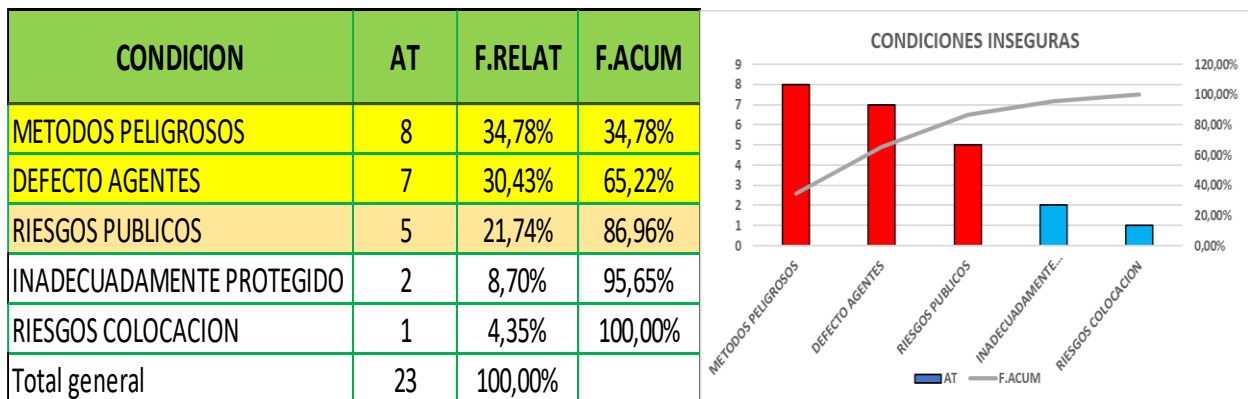 CONDICION AT F.RELAT F.ACUM
METODOS PELIGROSOS 8 34,78% 34,78%
DEFECTO AGENTES 7 30,43% 65,22%
RIESGOS PUBLICOS 5 21,74% 86,96%
INADECUADAMENTE PROTEGIDO 2 8,70% 95,65%
RIESGOS COLOCACION 1 4,35% 100,00%
Total general 23 100,00%
CONDICIONES INSEGURAS
9
8
7
6
5
4
3
2
1
0
120,00%
100,00%
80,00%
60,00%
40,00%
20,00%
0,00%
METODOS PELIGROSOS
DEFECTO AGENTES
RIESGOS PUBLICOS
INADECUADAMENTE...
RIESGOS COLOCACION
AT F.ACUM